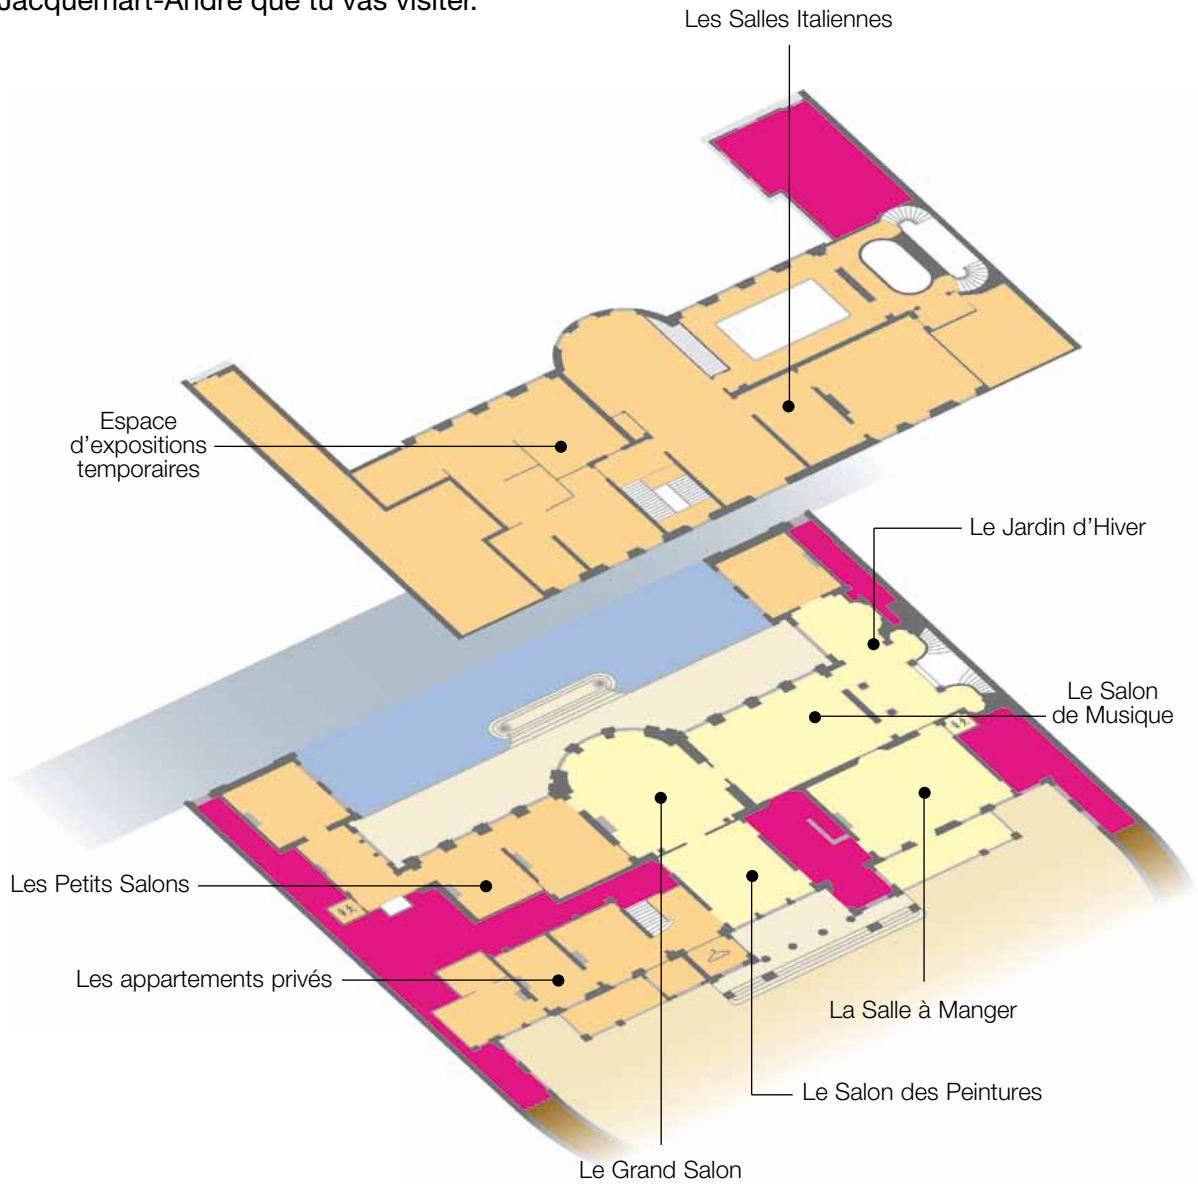 Jacquemart-André que tu vas visiter.
Les Salles Italiennes
Espace
d'expositions
temporaires
Le Jardin d'Hiver
Le Salon
de Musique
Les Petits Salons
Les appartements privés
La Salle à Manger
Le Salon des Peintures
Le Grand Salon